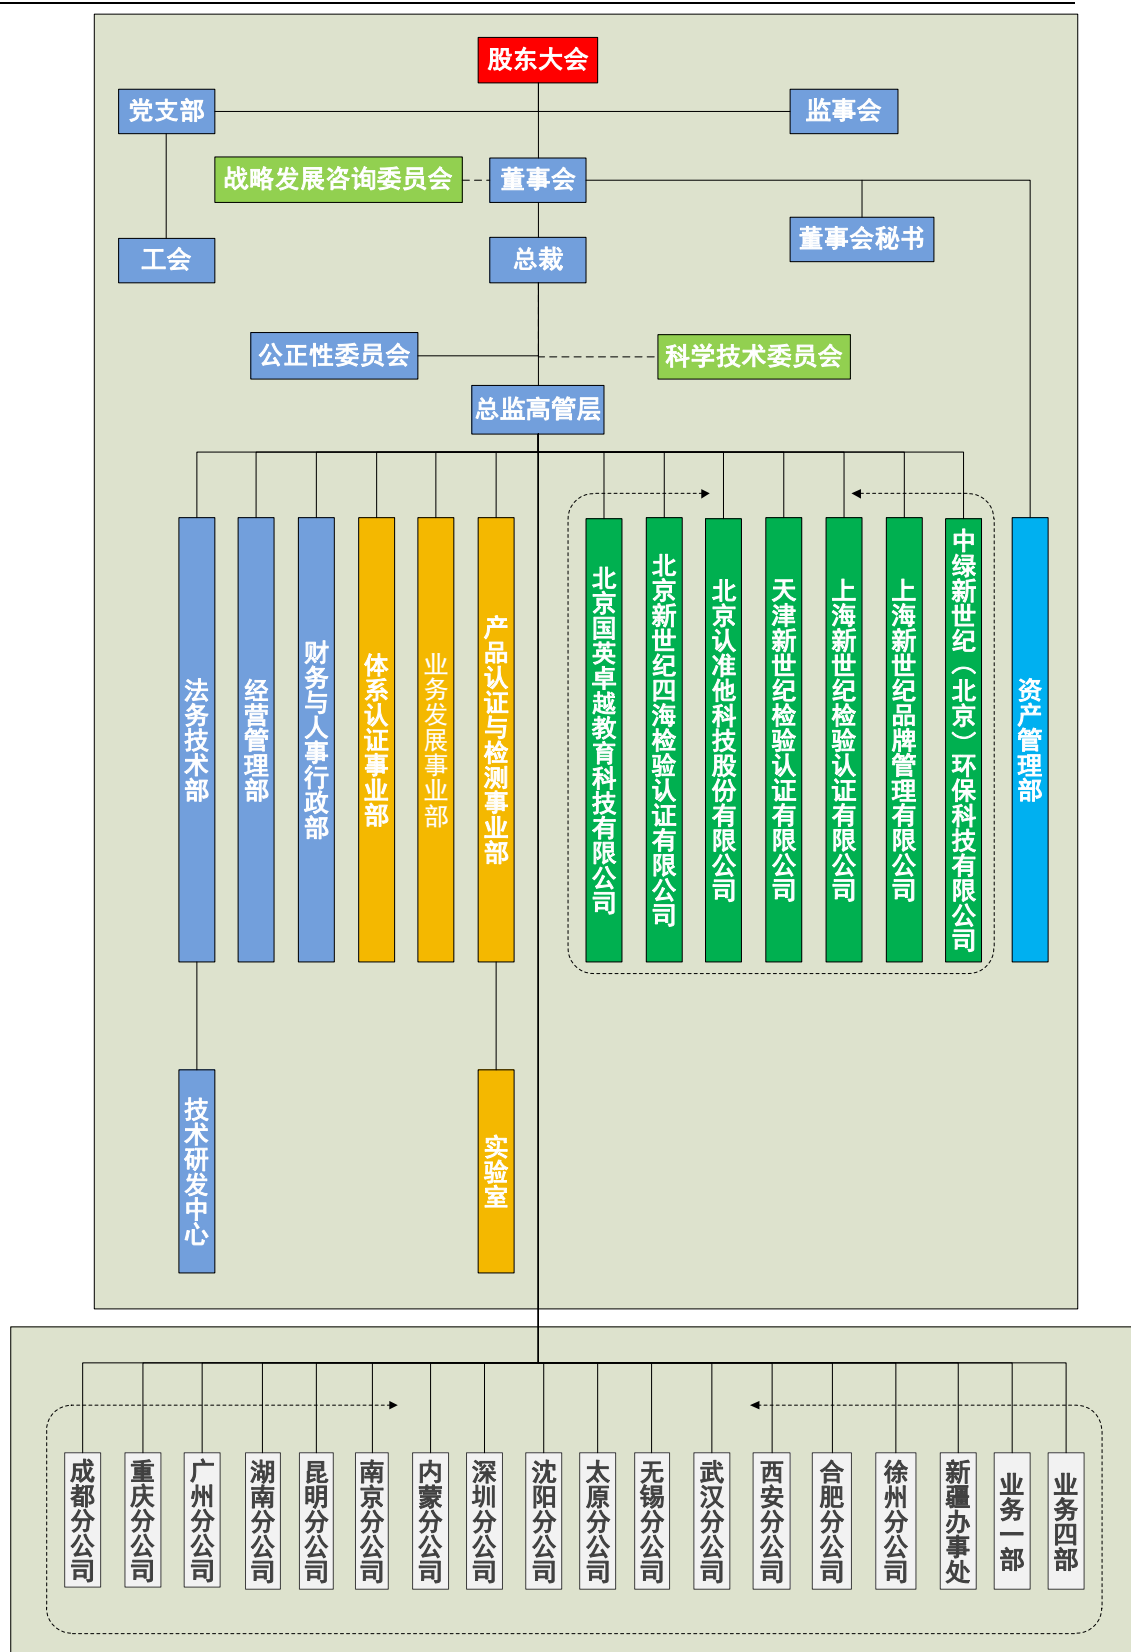 股东大会
党支部
监事会
战略发展咨询委员会
董事会
董事会秘书
工会
总裁
公正性委员会
科学技术委员会
总监高管层
法务技术部
经营管理部
财务与人事行政部
体系认证事业部
业务发展事业部
产品认证与检测事业部
北京国英卓越教育科技有限公司
北京新世纪四海检验认证有限公司
北京认准他科技股份有限公司
天津新世纪检验认证有限公司
上海新世纪检验认证有限公司
上海新世纪品牌管理有限公司
中绿新世纪（北京）环保科技有限公司
资产管理部
技术研发中心
实验室
成都分公司
重庆分公司
广州分公司
湖南分公司
昆明分公司
南京分公司
内蒙分公司
深圳分公司
沈阳分公司
太原分公司
无锡分公司
武汉分公司
西安分公司
合肥分公司
徐州分公司
新疆办事处
业务一部
业务四部